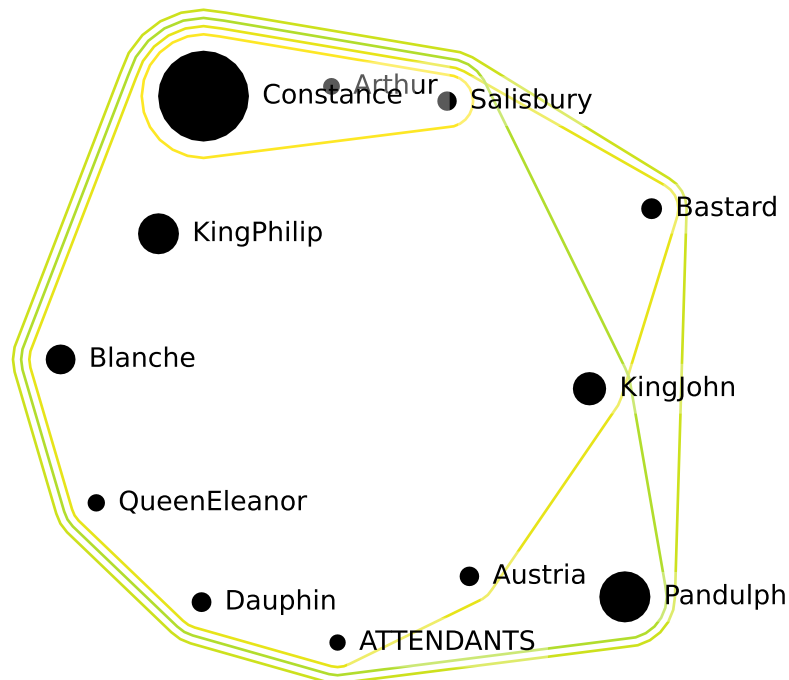 Arthur
Constance
Salisbury
Bastard
KingPhilip
Blanche
KingJohn
QueenEleanor
Austria
Pandulph
Dauphin
ATTENDANTS